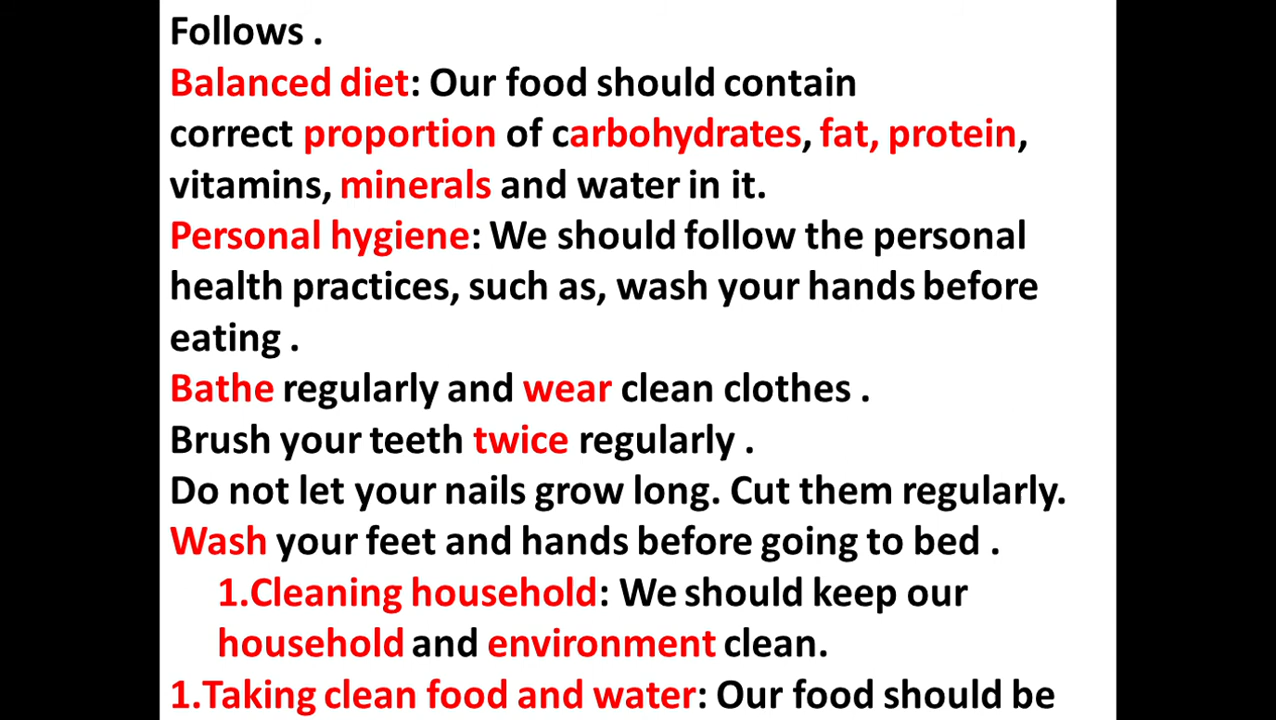 Follows .
Balanced diet: Our food should contain
correct proportion of carbohydrates, fat, protein,
vitamins, minerals and water in it.
Personal hygiene: We should follow the personal
health practices, such as, wash your hands before
eating .
Bathe regularly and wear clean clothes .
Brush your teeth twice regularly .
Do not let your nails grow long. Cut them regularly.
Wash your feet and hands before going to bed .
1.Cleaning household: We should keep our
household and environment clean.
1.Taking clean food and water: Our food should be